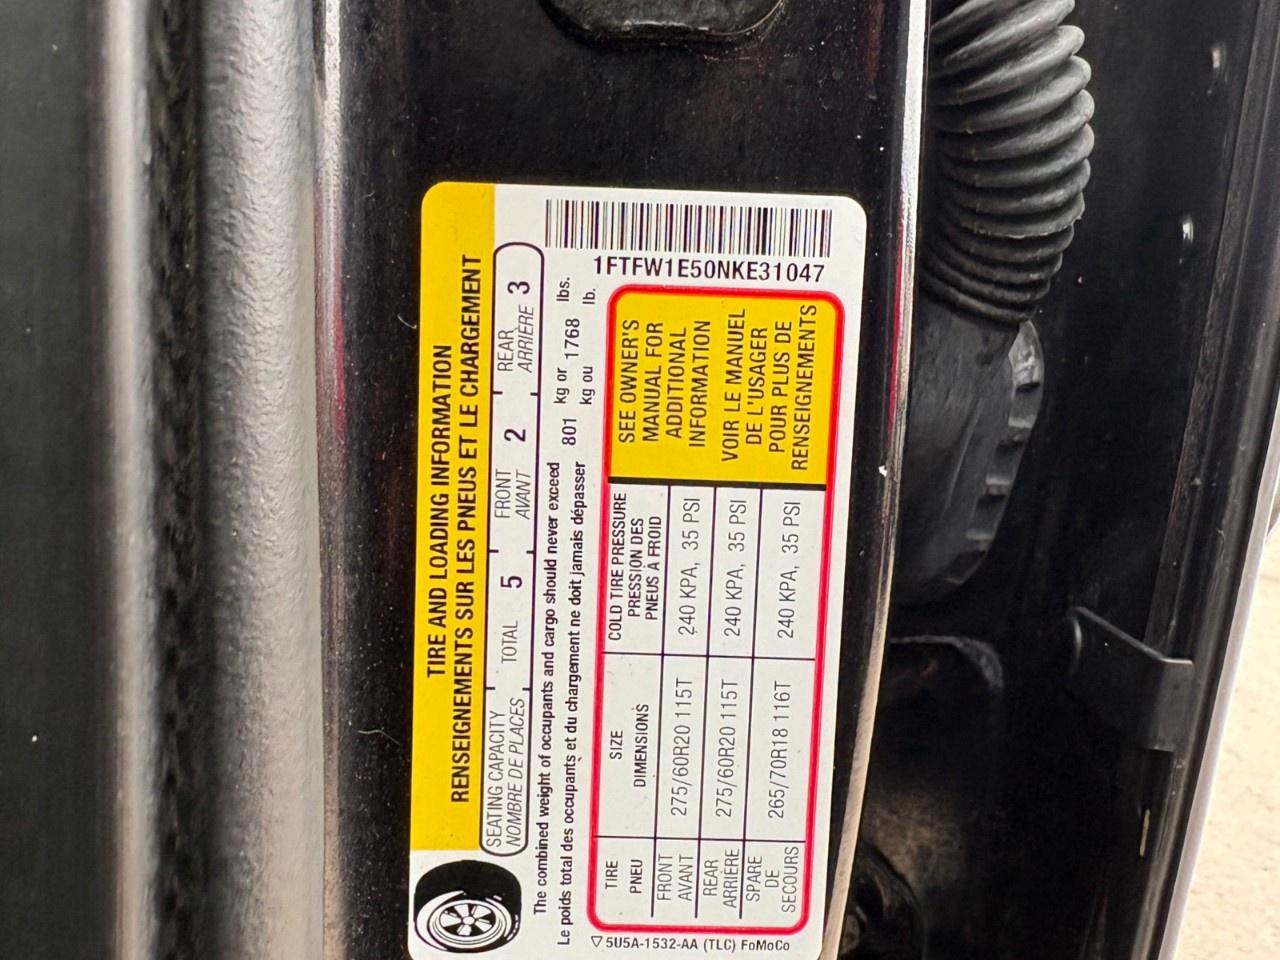 TIRE AND LOADING INFORMATION
RENSEIGNEMENTS SUR LES PNEUS ET LE CHARGEMENT
SEATING CAPACITY TOTAL 5 FRONT 2 REAR 3
NOMBRE DE PLACES AVANT ARRIÈRE
The combined weight of occupants and cargo should never exceed 801 kg or 1768 lbs.
Le poids total des occupants et du chargement ne doit jamais dépasser kg ou lb.
1FTFW1E50NKE31047
TIRE SIZE COLD TIRE PRESSURE
PNEU DIMENSIONS PRESSION DES
PNEUS À FROID
FRONT 275/60R20 115T 240 KPA, 35 PSI
AVANT
REAR 275/60R20 115T 240 KPA, 35 PSI
ARRIÈRE
SPARE 265/70R18 116T 240 KPA, 35 PSI
DE
SECOURS
SEE OWNER'S
MANUAL FOR
ADDITIONAL
INFORMATION
VOIR LE MANUEL
DE L'USAGER
POUR PLUS DE
RENSEIGNEMENTS
5U5A-1532-AA (TLC) FoMoCo